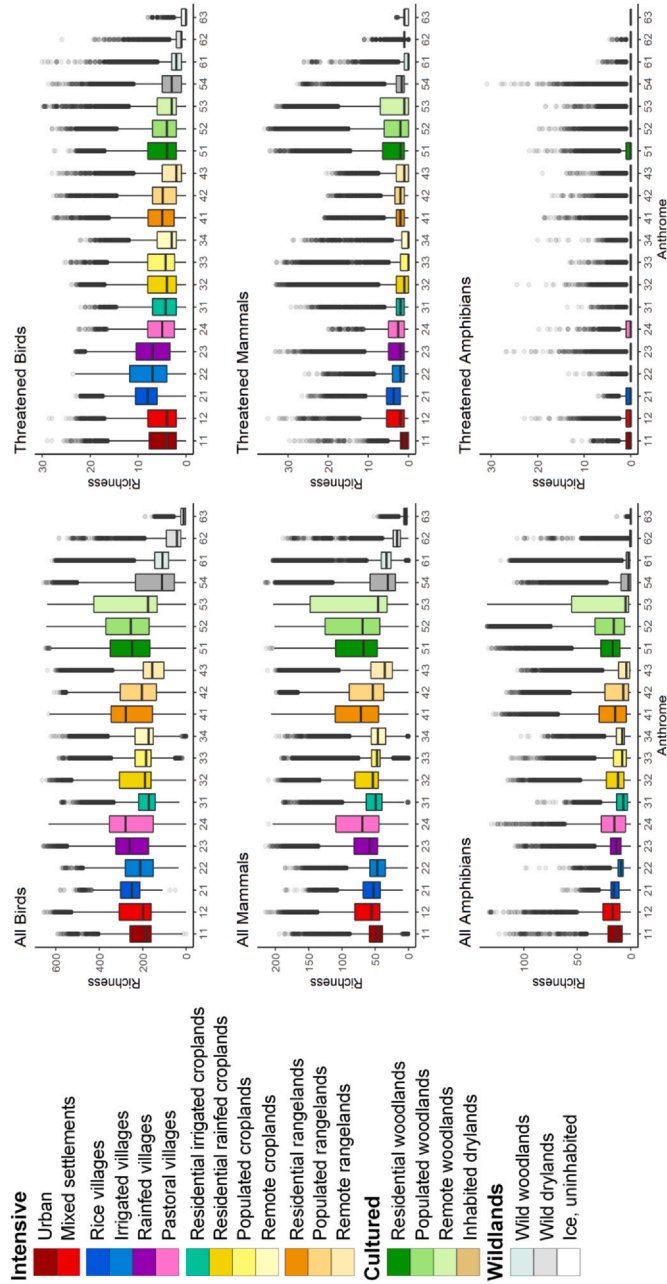 Intensive
Urban
Mixed settlements
Rice villages
Irrigated villages
Rainfed villages
Pastoral villages
Residential irrigated croplands
Residential rainfed croplands
Populated croplands
Remote croplands
Residential rangelands
Populated rangelands
Remote rangelands
Cultured
Residential woodlands
Populated woodlands
Remote woodlands
Inhabited drylands
Wildlands
Wild woodlands
Wild drylands
Ice, uninhabited
All Birds
Richness
600
400
200
0
11 12 21 22 23 24 31 32 33 34 41 42 43 51 52 53 54 61 62 63
Threatened Birds
Richness
30
20
10
0
11 12 21 22 23 24 31 32 33 34 41 42 43 51 52 53 54 61 62 63
All Mammals
Richness
200
150
100
50
0
11 12 21 22 23 24 31 32 33 34 41 42 43 51 52 53 54 61 62 63
Threatened Mammals
Richness
30
20
10
0
11 12 21 22 23 24 31 32 33 34 41 42 43 51 52 53 54 61 62 63
All Amphibians
Richness
100
50
0
11 12 21 22 23 24 31 32 33 34 41 42 43 51 52 53 54 61 62 63
Anthrome
Threatened Amphibians
Richness
30
20
10
0
11 12 21 22 23 24 31 32 33 34 41 42 43 51 52 53 54 61 62 63
Anthrome